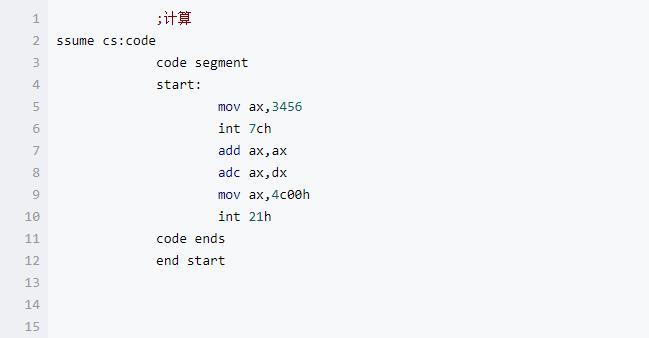 1 ;计算
2 ssume cs:code
3 code segment
4 start:
5 mov ax,3456
6 int 7ch
7 add ax,ax
8 adc ax,dx
9 mov ax,4c00h
10 int 21h
11 code ends
12 end start
13
14
15